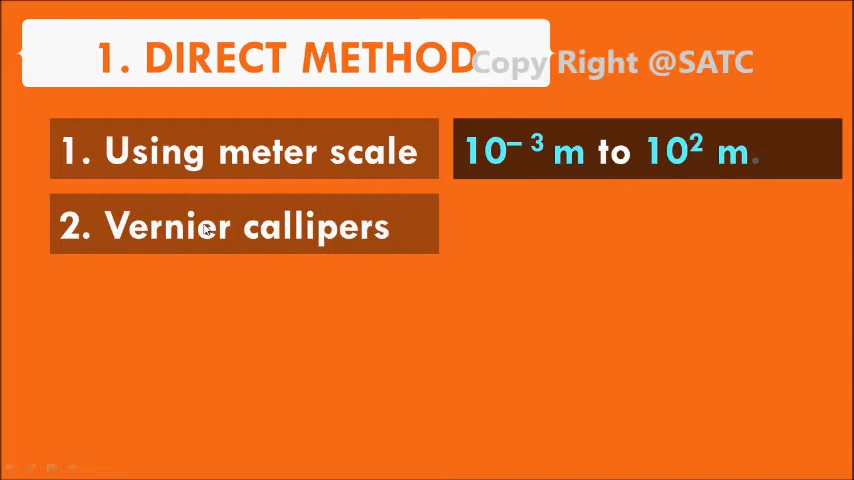 1. DIRECT METHOD
Copy Right @SATC
1. Using meter scale
10⁻³ m to 10² m.
2. Vernier callipers